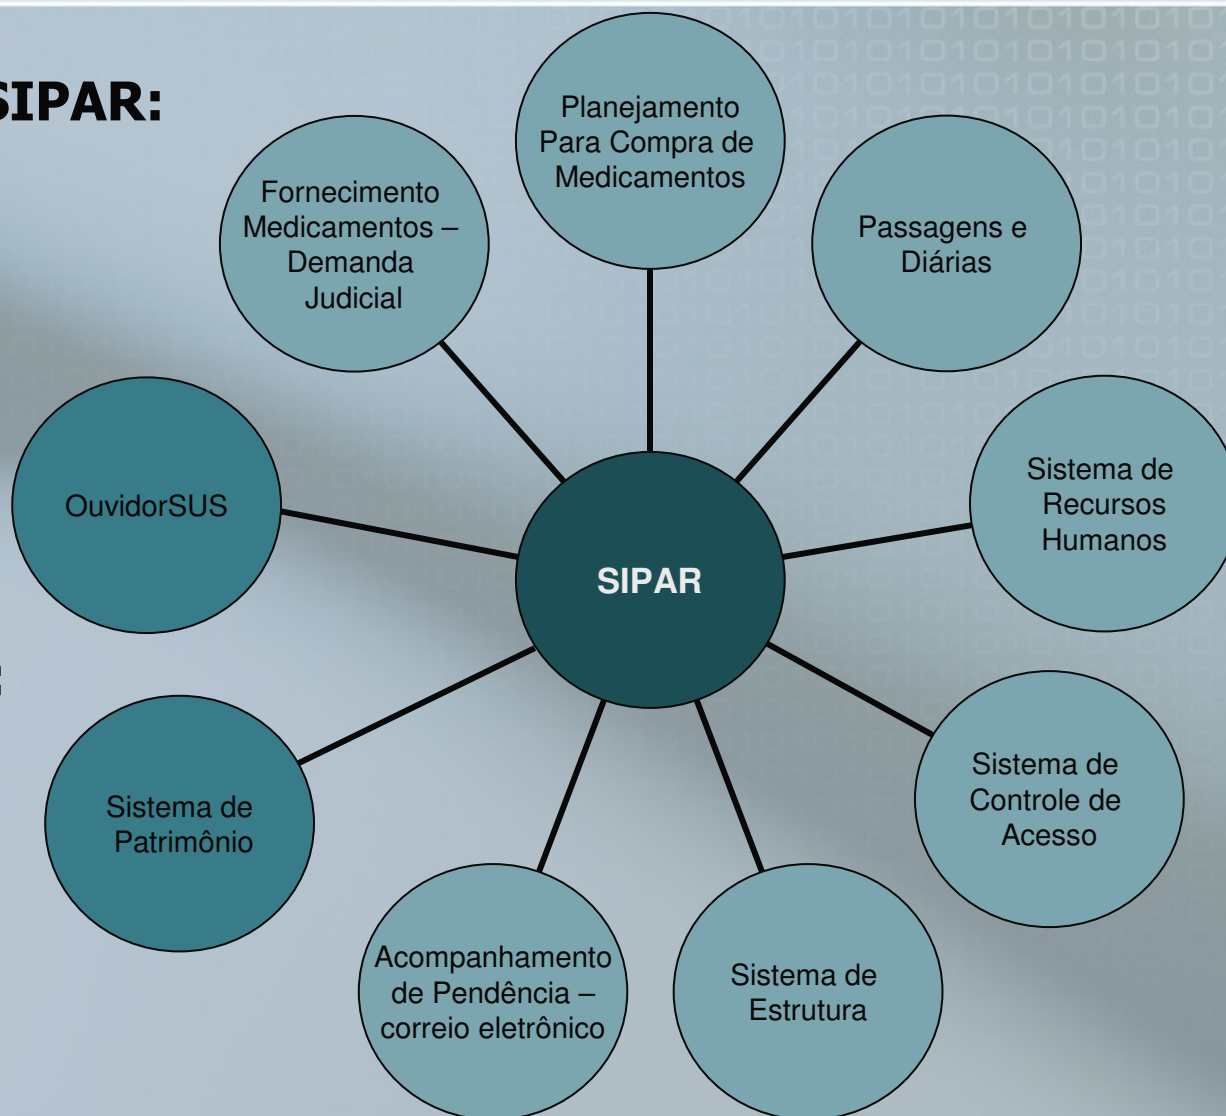 SIPAR:
Planejamento
Para Compra de
Medicamentos
Fornecimento
Medicamentos –
Demanda
Judicial
Passagens e
Diárias
OuvidorSUS
Sistema de
Recursos
Humanos
SIPAR
:
Sistema de
Patrimônio
Sistema de
Controle de
Acesso
Acompanhamento
de Pendência –
correio eletrônico
Sistema de
Estrutura